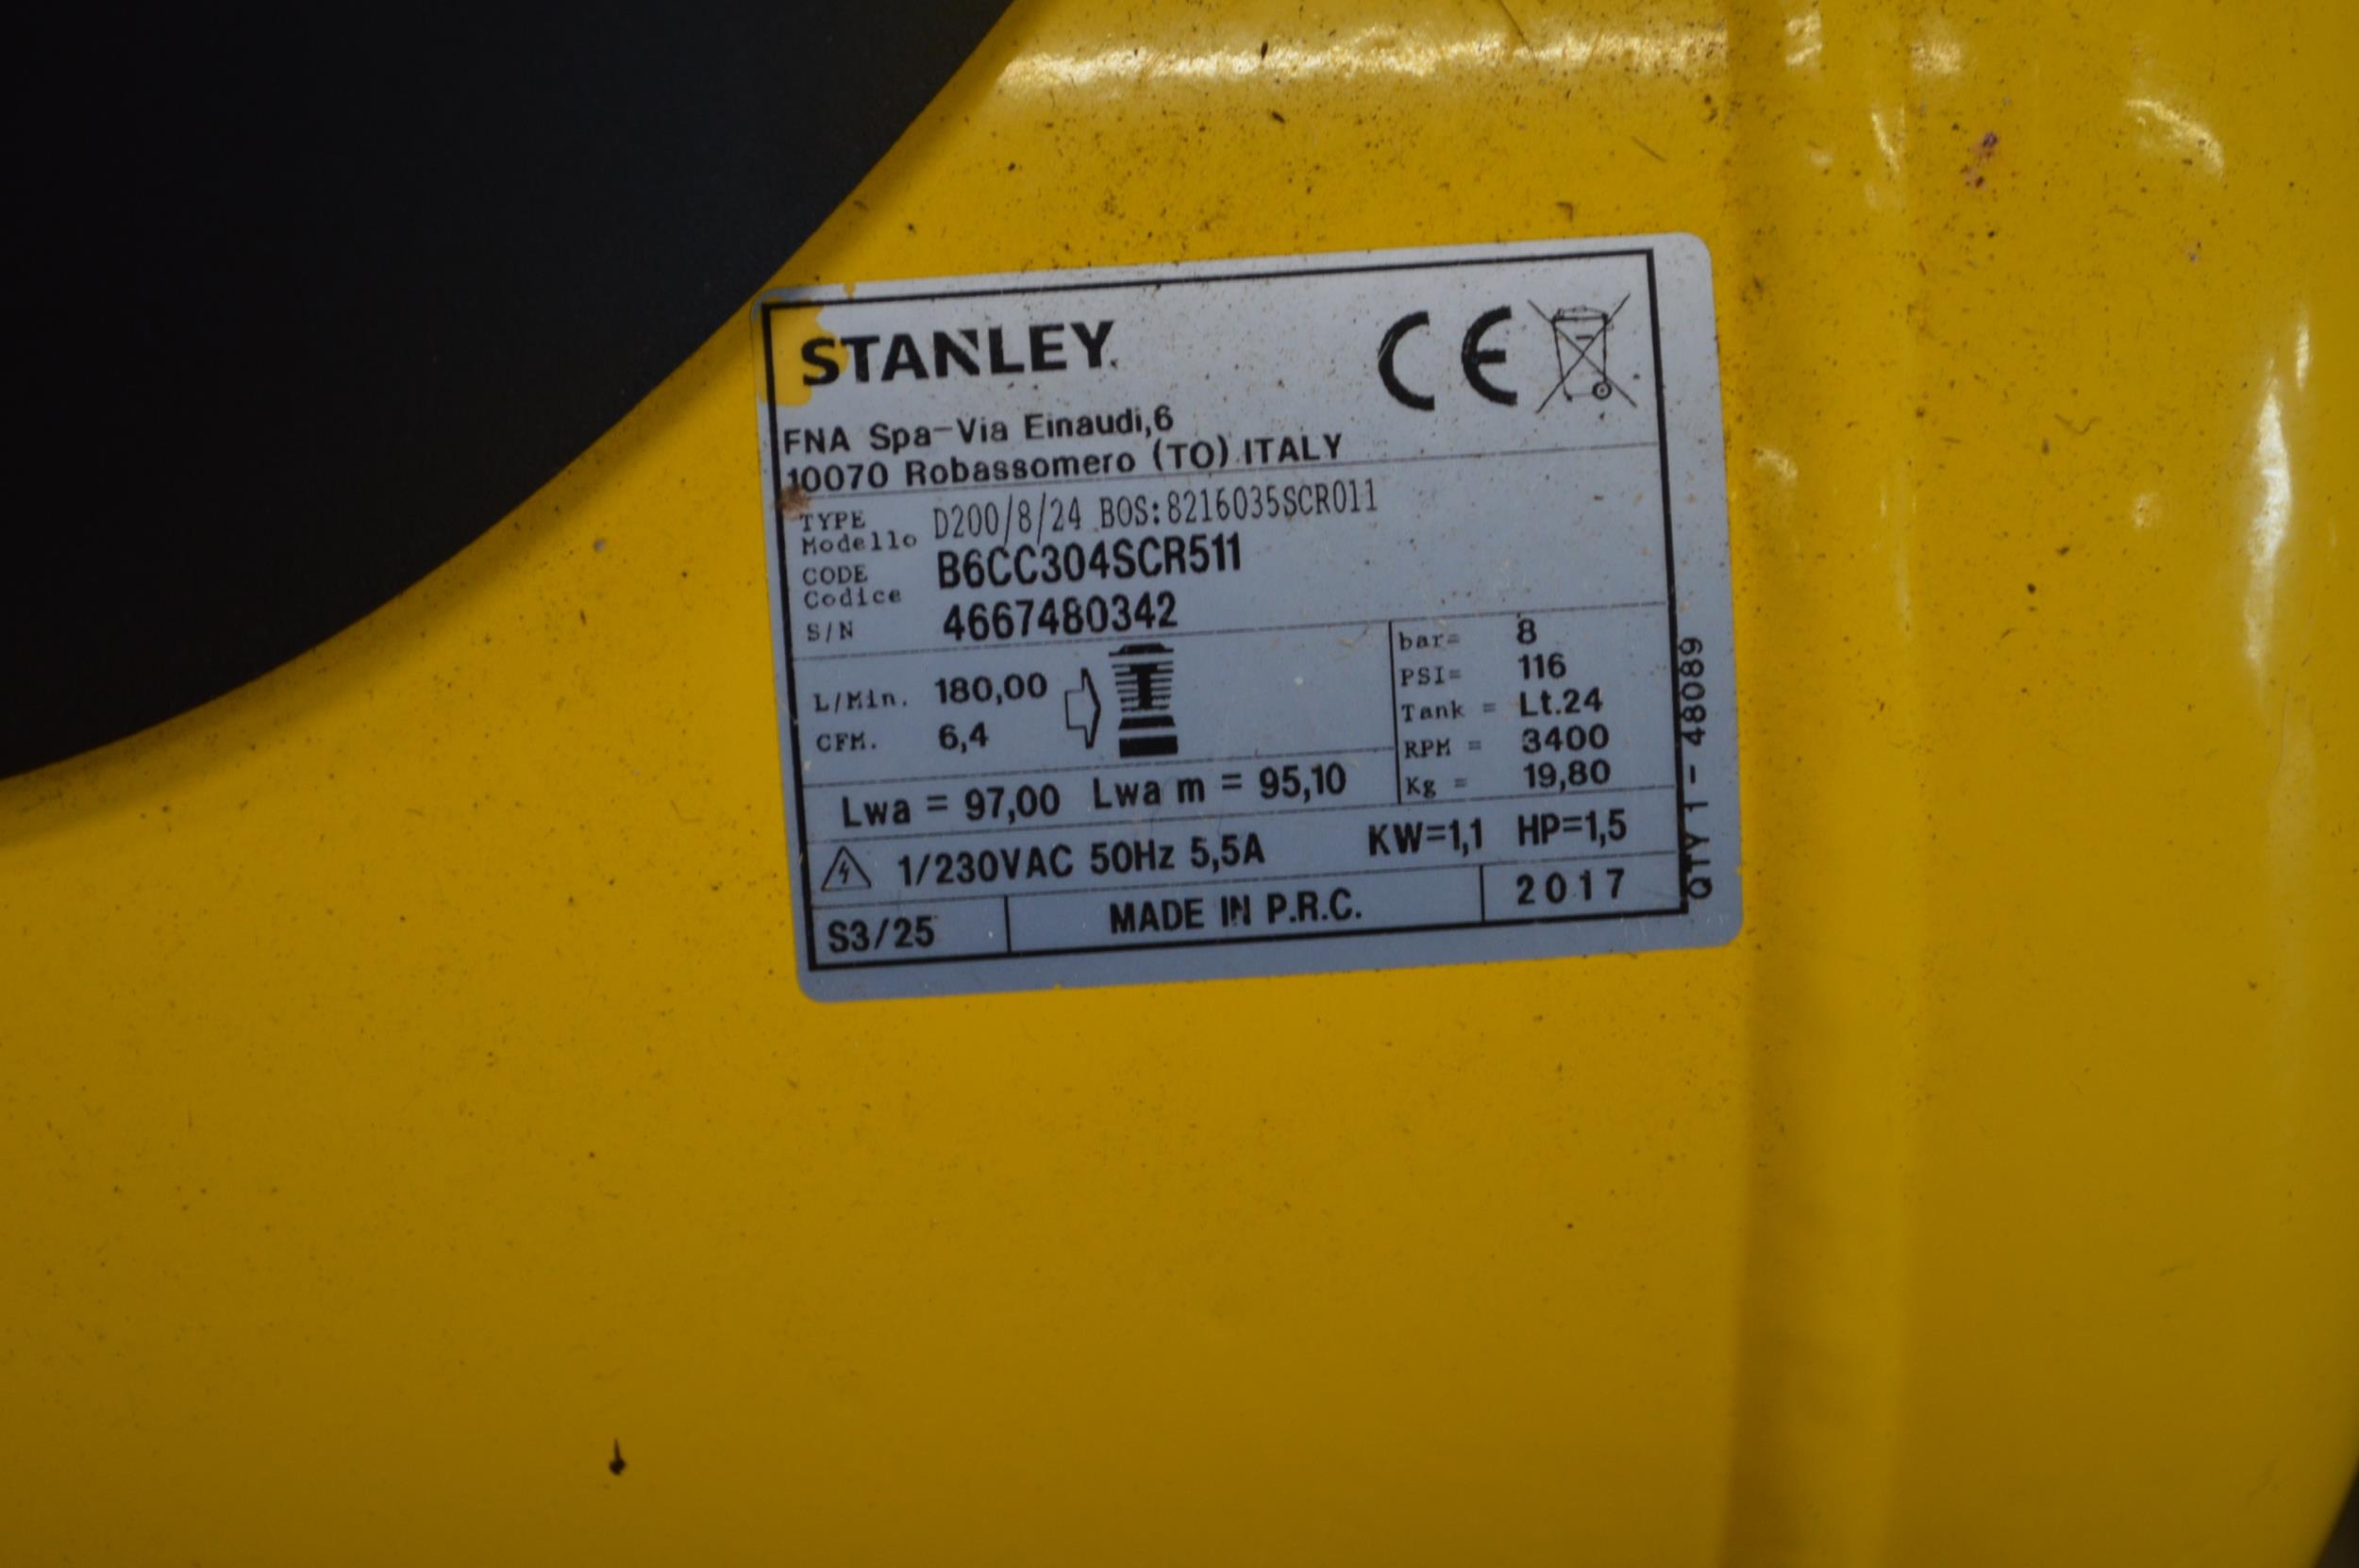 STANLEY
CE
FNA Spa-Via Einaudi,6
10070 Robassomero (TO) ITALY
TYPE
Modello D200/8/24 BOS:8216035SCR011
CODE
Codice B6CC304SCR511
S/N 4667480342
L/Min. 180,00
CFM. 6,4
bar= 8
PSI= 116
Tank = Lt.24
RPM = 3400
Kg = 19,80
Lwa = 97,00 Lwa m = 95,10
1/230VAC 50Hz 5,5A KW=1,1 HP=1,5
S3/25 MADE IN P.R.C. 2017
QTY 1 - 48089